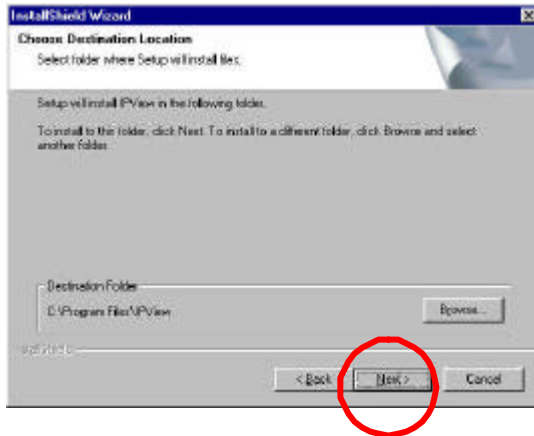 InstallShield Wizard
Choose Destination Location
Select folder where Setup will install files.
Setup will install IPView in the following folder.
To install to this folder, click Next. To install to a different folder, click Browse and select
another folder.
Destination Folder
C:\Program Files\IPView
Browse...
InstallShield
< Back
Next >
Cancel